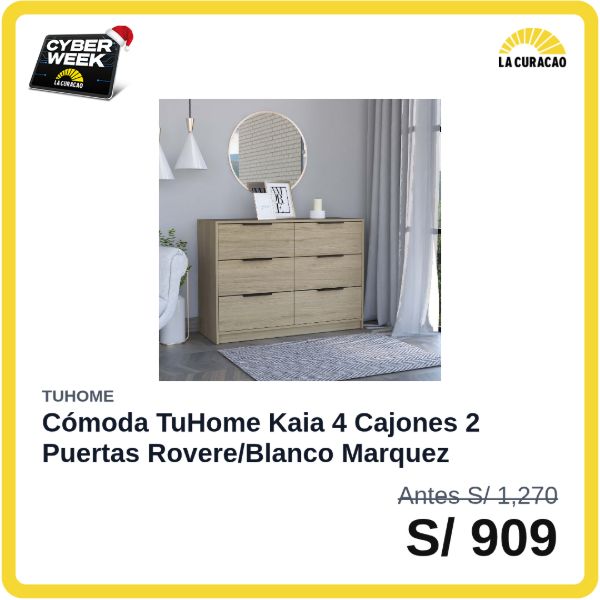 CYBER
WEEK
LA CURACAO
LA CURACAO
TUHOME
Cómoda TuHome Kaia 4 Cajones 2
Puertas Rovere/Blanco Marquez
Antes S/ 1,270
S/ 909